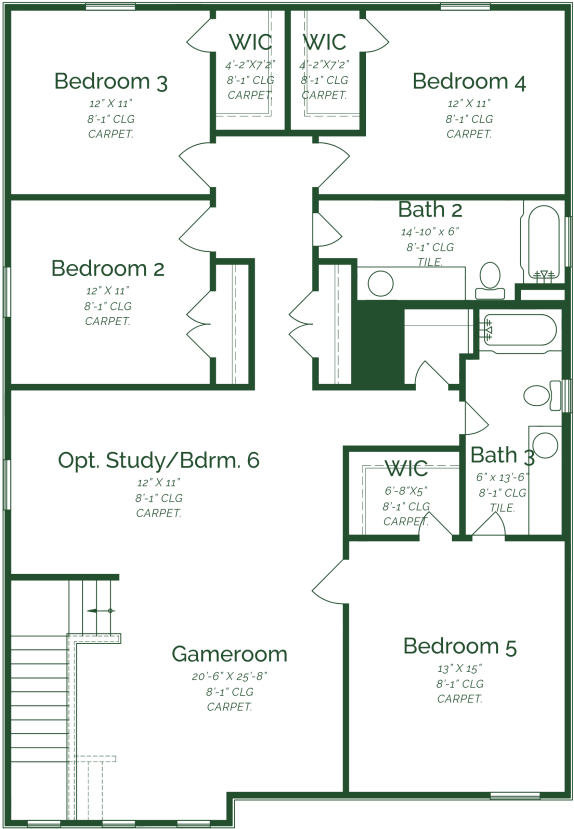 Bedroom 3
12" X 11"
8'-1" CLG
CARPET.
WIC
4'-2"X7'2"
8'-1" CLG
CARPET.
WIC
4'-2"X7'2"
8'-1" CLG
CARPET.
Bedroom 4
12" X 11"
8'-1" CLG
CARPET.
Bath 2
14'-10" x 6"
8'-1" CLG
TILE.
Bedroom 2
12" X 11"
8'-1" CLG
CARPET.
Opt. Study/Bdrm. 6
12" X 11"
8'-1" CLG
CARPET.
WIC
6'-8"X5"
8'-1" CLG
CARPET.
Bath 3
6" x 13'-6"
8'-1" CLG
TILE.
Gameroom
20'-6" X 25'-8"
8'-1" CLG
CARPET.
Bedroom 5
13" X 15"
8'-1" CLG
CARPET.